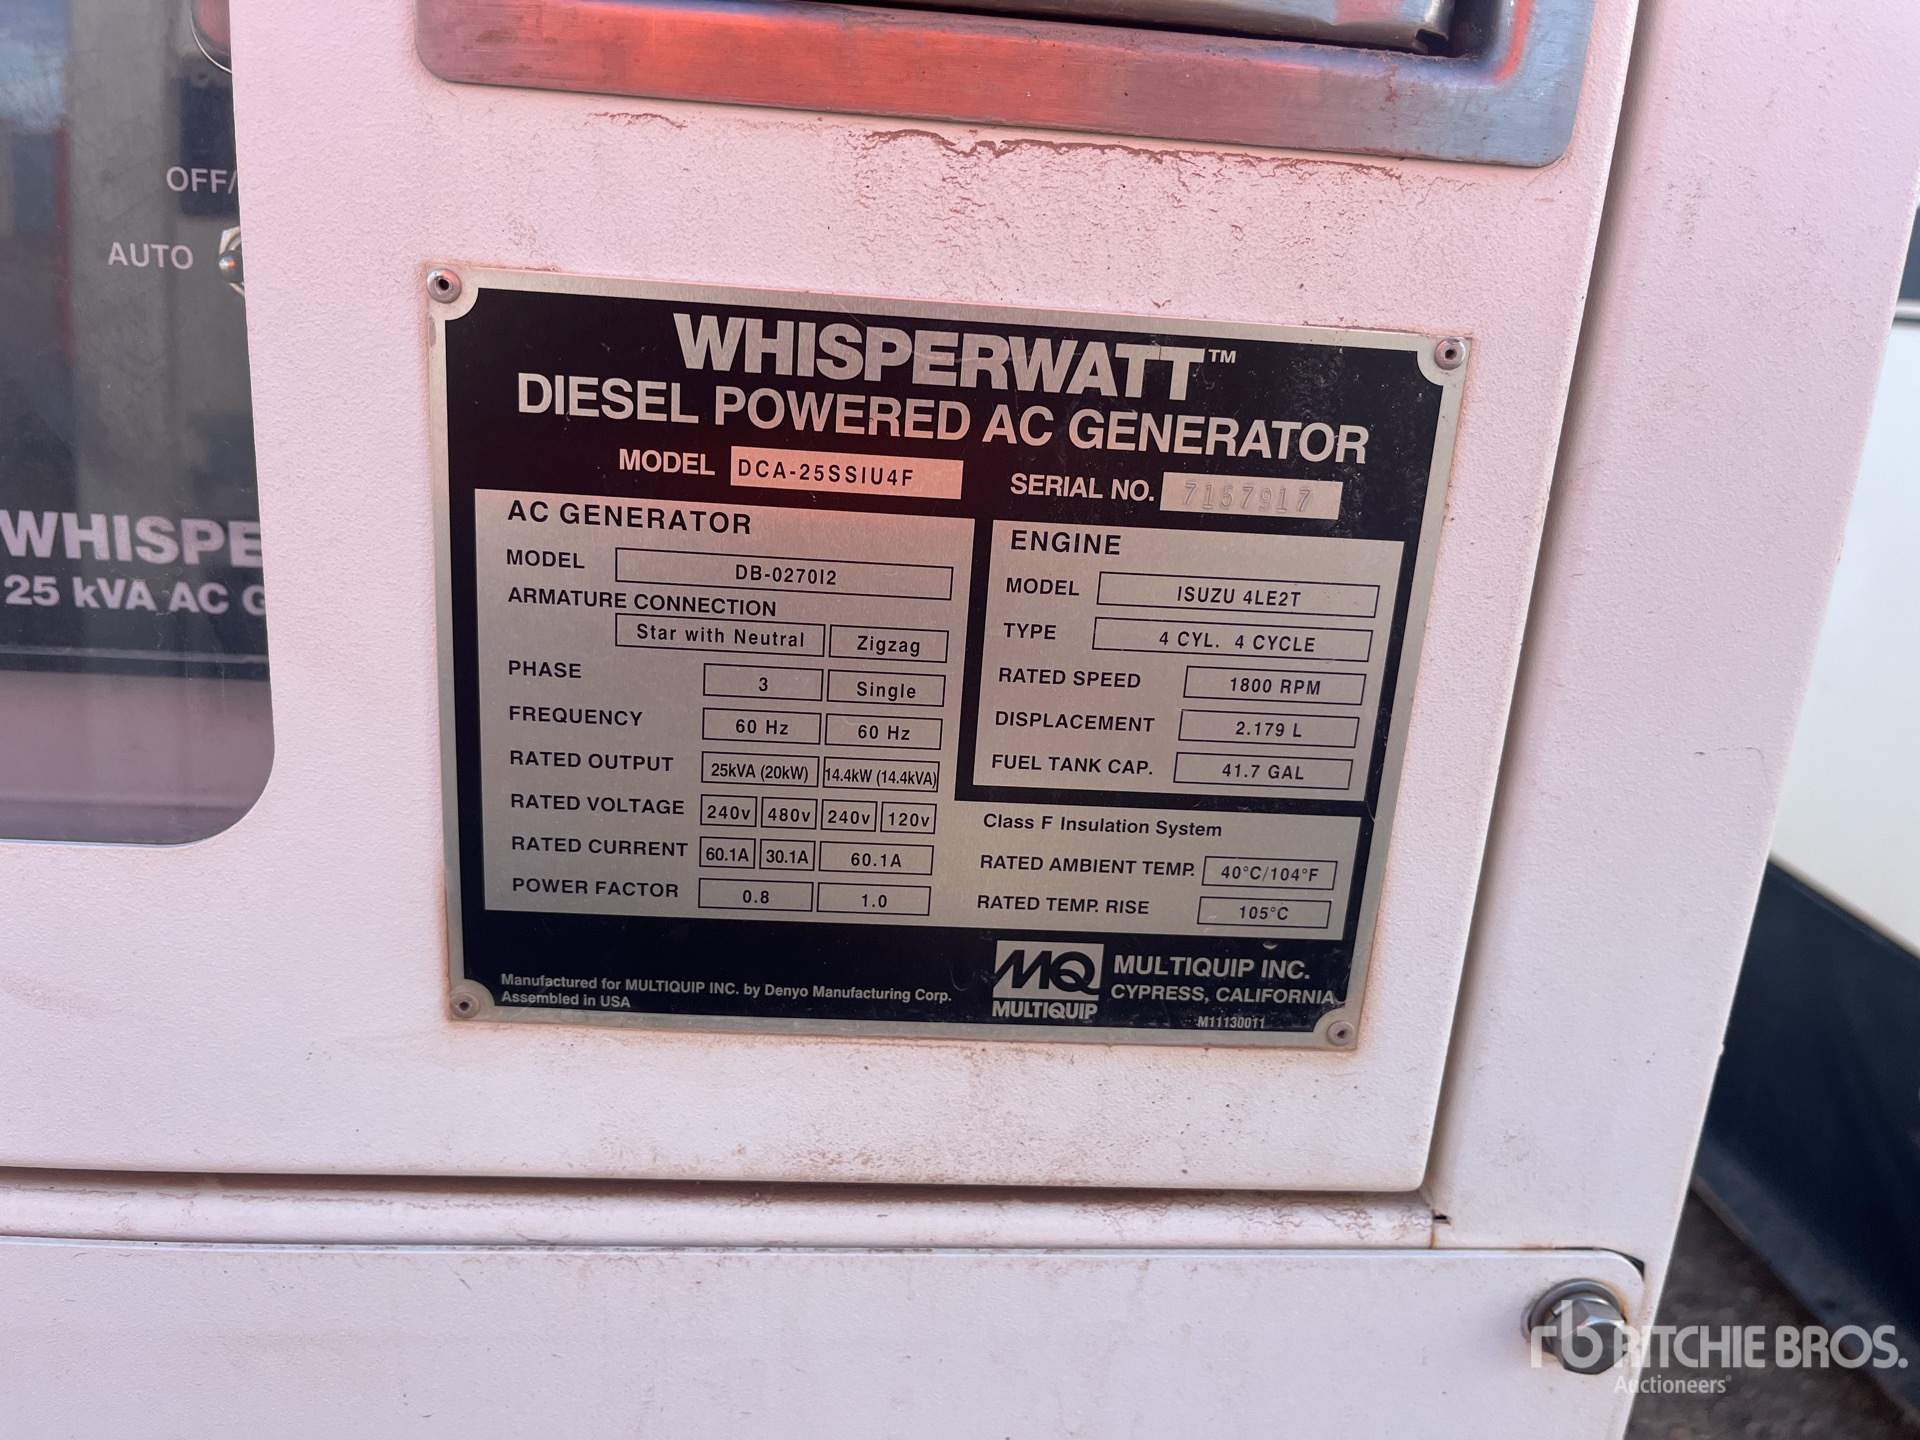 OFF/
AUTO
WHISPE
25 kVA AC G
WHISPERWATT™
DIESEL POWERED AC GENERATOR
MODEL DCA-25SSIU4F
SERIAL NO. 7157917
AC GENERATOR
MODEL DB-0270I2
ARMATURE CONNECTION
Star with Neutral Zigzag
PHASE 3 Single
FREQUENCY 60 Hz 60 Hz
RATED OUTPUT 25kVA (20kW) 14.4kW (14.4kVA)
RATED VOLTAGE 240v 480v 240v 120v
RATED CURRENT 60.1A 30.1A 60.1A
POWER FACTOR 0.8 1.0
ENGINE
MODEL ISUZU 4LE2T
TYPE 4 CYL. 4 CYCLE
RATED SPEED 1800 RPM
DISPLACEMENT 2.179 L
FUEL TANK CAP. 41.7 GAL
Class F Insulation System
RATED AMBIENT TEMP. 40°C/104°F
RATED TEMP. RISE 105°C
Manufactured for MULTIQUIP INC. by Denyo Manufacturing Corp.
Assembled in USA
MQ
MULTIQUIP
MULTIQUIP INC.
CYPRESS, CALIFORNIA
M11130011
rb RITCHIE BROS.
Auctioneers